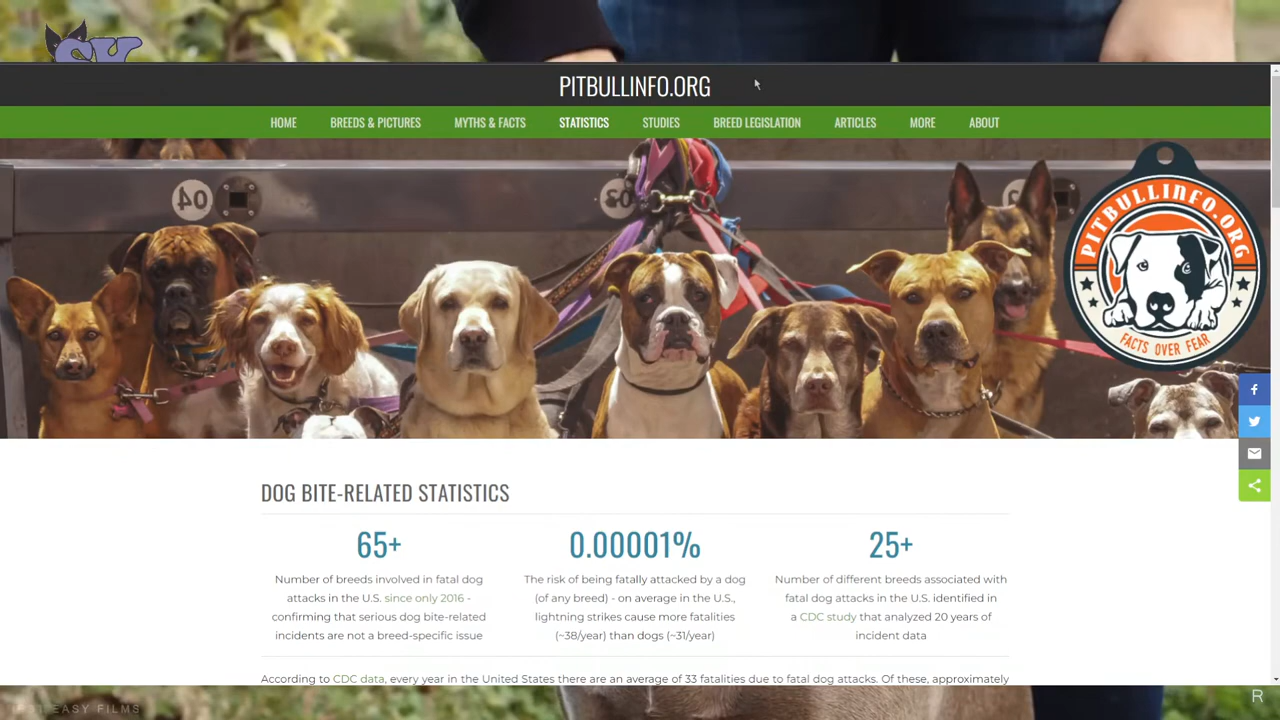 SV
PITBULLINFO.ORG
HOME BREEDS & PICTURES MYTHS & FACTS STATISTICS STUDIES BREED LEGISLATION ARTICLES MORE ABOUT
04
02
PITBULLINFO.ORG
FACTS OVER FEAR
DOG BITE-RELATED STATISTICS
65+
Number of breeds involved in fatal dog
attacks in the U.S. since only 2016 -
confirming that serious dog bite-related
incidents are not a breed-specific issue
0.00001%
The risk of being fatally attacked by a dog
(of any breed) - on average in the U.S.,
lightning strikes cause more fatalities
(~38/year) than dogs (~31/year)
25+
Number of different breeds associated with
fatal dog attacks in the U.S. identified in
a CDC study that analyzed 20 years of
incident data
According to CDC data, every year in the United States there are an average of 33 fatalities due to fatal dog attacks. Of these, approximately
EASY FILMS
R